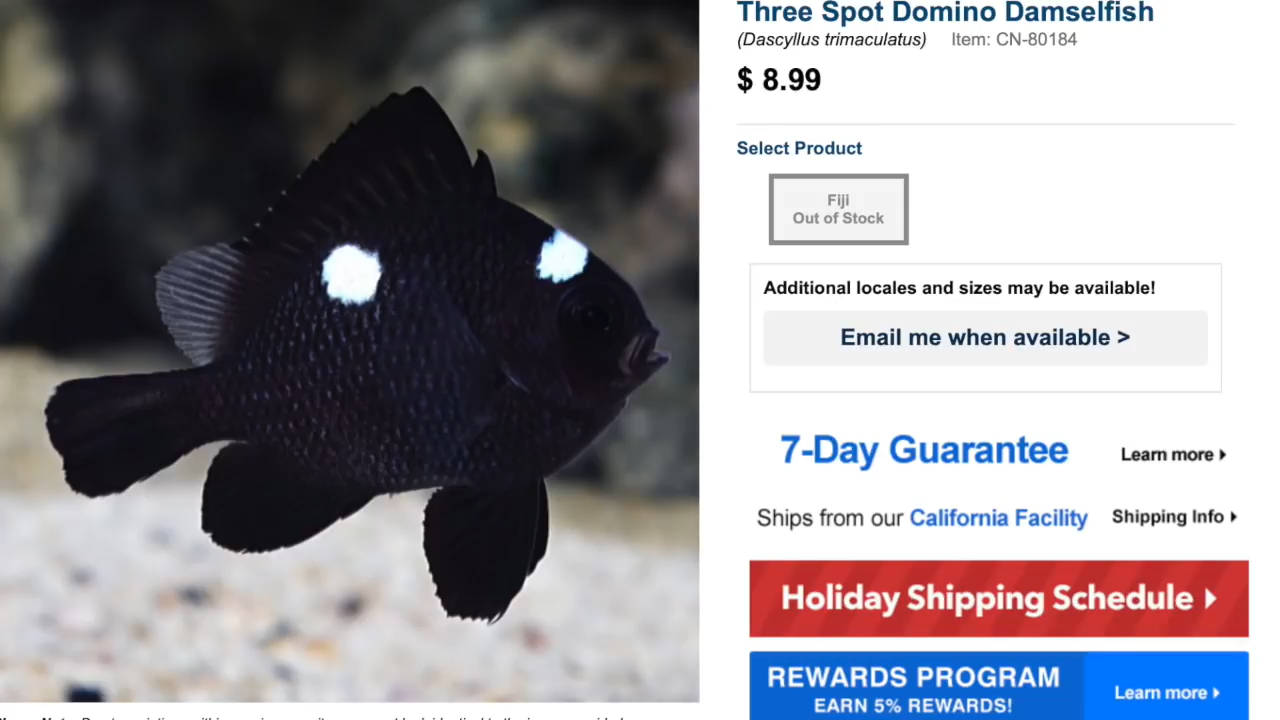 Three Spot Domino Damselfish
(Dascyllus trimaculatus) Item: CN-80184
$ 8.99
Select Product
Fiji
Out of Stock
Additional locales and sizes may be available!
Email me when available >
7-Day Guarantee Learn more
Ships from our California Facility Shipping Info
Holiday Shipping Schedule
REWARDS PROGRAM
EARN 5% REWARDS! Learn more